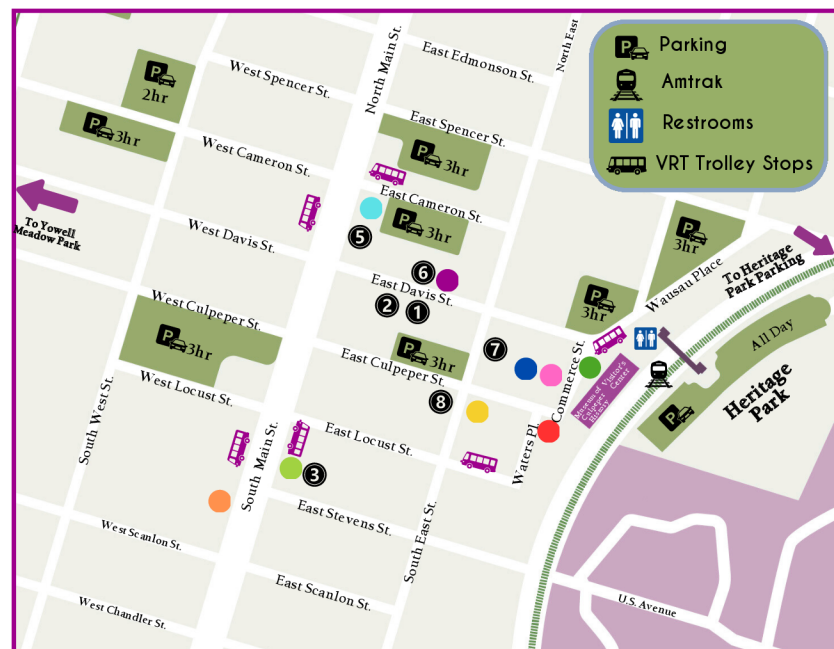 Parking
Amtrak
Restrooms
VRT Trolley Stops
P
P
2hr
P
3hr
P
3hr
P
3hr
P
3hr
P
3hr
P
3hr
P
3hr
P
All Day
North East
North Main St.
East Edmonson St.
West Spencer St.
East Spencer St.
West Cameron St.
East Cameron St.
West Davis St.
East Davis St.
West Culpeper St.
East Culpeper St.
West Locust St.
East Locust St.
East Stevens St.
West Scanlon St.
East Scanlon St.
West Chandler St.
South West St.
South Main St.
South East St.
Waters Pl.
Commerce St.
Wausau Place
U.S. Avenue
To Yowell
Meadow Park
To Heritage
Park Parking
Museum of
Culpeper
History
Visitor's
Center
Heritage
Park
5
6
2
1
7
8
3